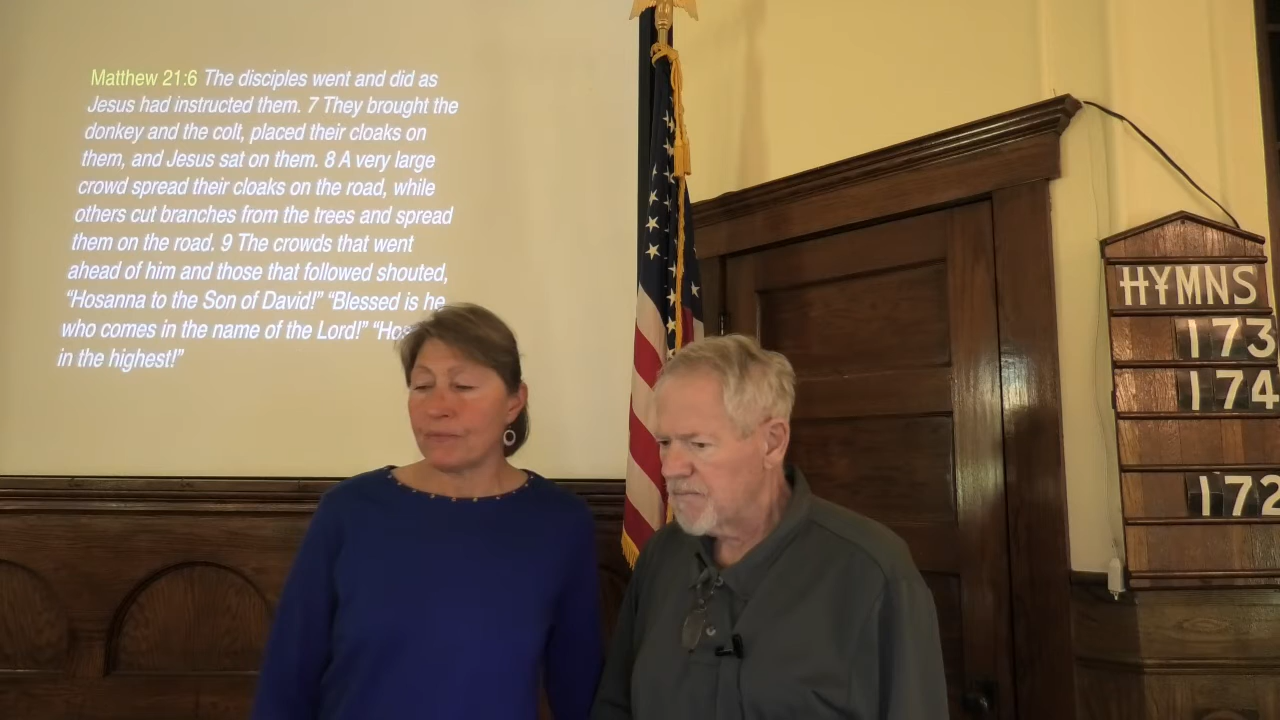 Matthew 21:6 The disciples went and did as
Jesus had instructed them. 7 They brought the
donkey and the colt, placed their cloaks on
them, and Jesus sat on them. 8 A very large
crowd spread their cloaks on the road, while
others cut branches from the trees and spread
them on the road. 9 The crowds that went
ahead of him and those that followed shouted,
“Hosanna to the Son of David!” “Blessed is he
who comes in the name of the Lord!”
in the highest!”
HYMNS
173
174
172